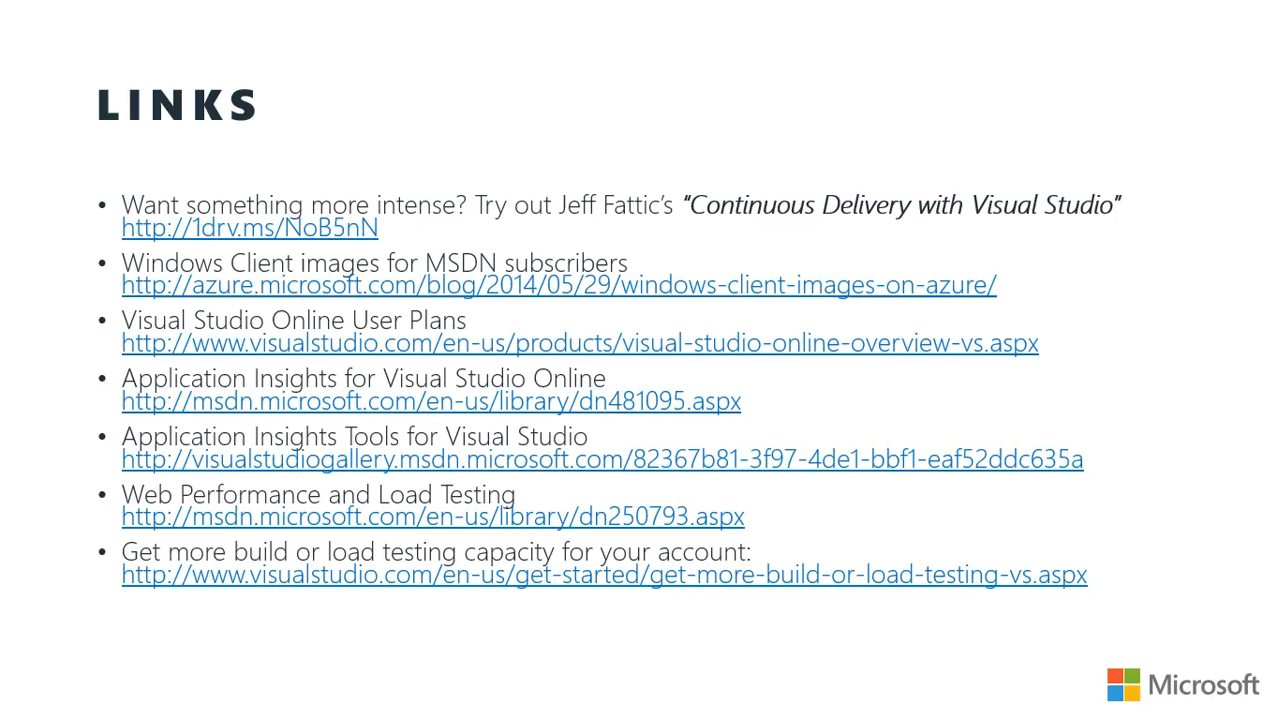 LINKS
• Want something more intense? Try out Jeff Fattic’s "Continuous Delivery with Visual Studio"
http://1drv.ms/NoB5nN
• Windows Client images for MSDN subscribers
http://azure.microsoft.com/blog/2014/05/29/windows-client-images-on-azure/
• Visual Studio Online User Plans
http://www.visualstudio.com/en-us/products/visual-studio-online-overview-vs.aspx
• Application Insights for Visual Studio Online
http://msdn.microsoft.com/en-us/library/dn481095.aspx
• Application Insights Tools for Visual Studio
http://visualstudiogallery.msdn.microsoft.com/82367b81-3f97-4de1-bbf1-eaf52ddc635a
• Web Performance and Load Testing
http://msdn.microsoft.com/en-us/library/dn250793.aspx
• Get more build or load testing capacity for your account:
http://www.visualstudio.com/en-us/get-started/get-more-build-or-load-testing-vs.aspx
Microsoft